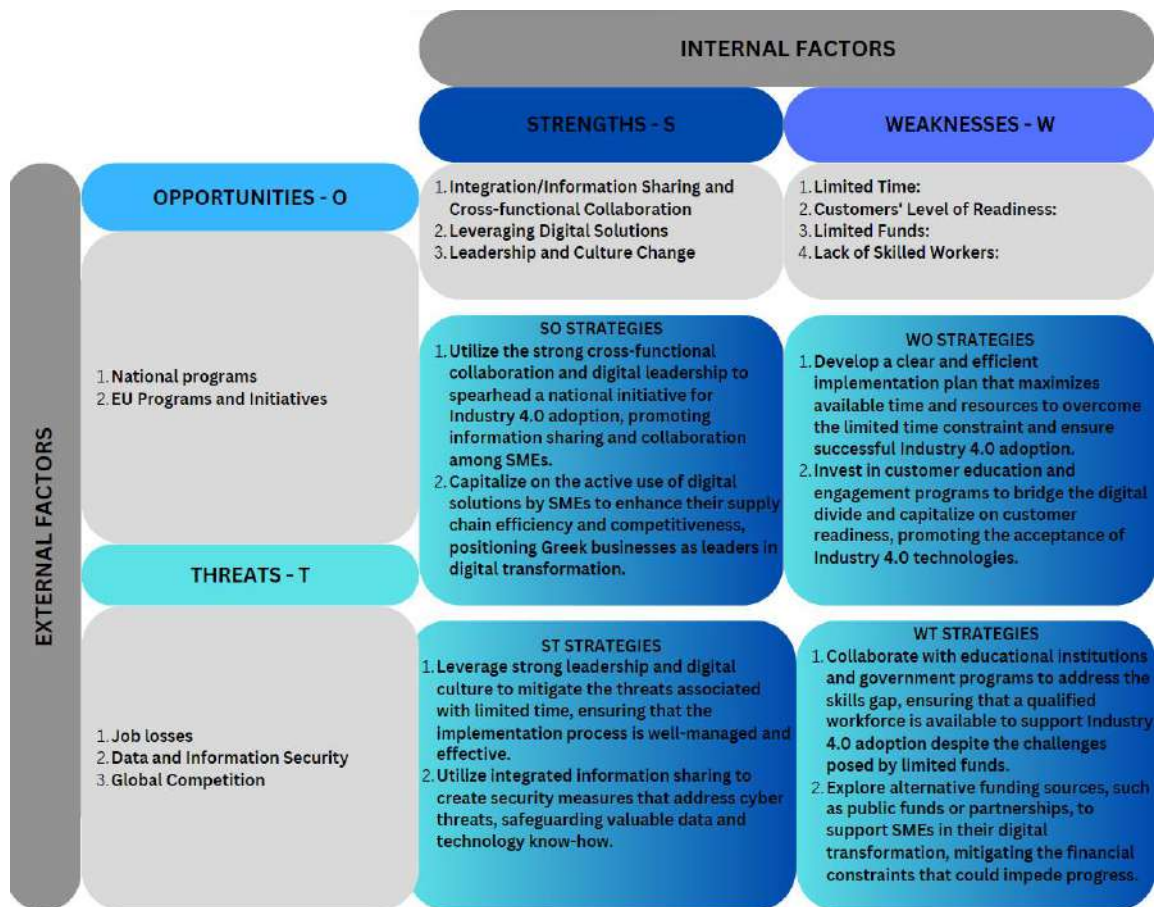 INTERNAL FACTORS
STRENGTHS - S
WEAKNESSES - W
EXTERNAL FACTORS
OPPORTUNITIES - O
1. Integration/Information Sharing and
Cross-functional Collaboration
2. Leveraging Digital Solutions
3. Leadership and Culture Change
1. Limited Time:
2. Customers' Level of Readiness:
3. Limited Funds:
4. Lack of Skilled Workers:
1. National programs
2. EU Programs and Initiatives
SO STRATEGIES
1. Utilize the strong cross-functional
collaboration and digital leadership to
spearhead a national initiative for
Industry 4.0 adoption, promoting
information sharing and collaboration
among SMEs.
2. Capitalize on the active use of digital
solutions by SMEs to enhance their supply
chain efficiency and competitiveness,
positioning Greek businesses as leaders in
digital transformation.
WO STRATEGIES
1. Develop a clear and efficient
implementation plan that maximizes
available time and resources to overcome
the limited time constraint and ensure
successful Industry 4.0 adoption.
2. Invest in customer education and
engagement programs to bridge the digital
divide and capitalize on customer
readiness, promoting the acceptance of
Industry 4.0 technologies.
THREATS - T
1. Job losses
2. Data and Information Security
3. Global Competition
ST STRATEGIES
1. Leverage strong leadership and digital
culture to mitigate the threats associated
with limited time, ensuring that the
implementation process is well-managed and
effective.
2. Utilize integrated information sharing to
create security measures that address cyber
threats, safeguarding valuable data and
technology know-how.
WT STRATEGIES
1. Collaborate with educational institutions
and government programs to address the
skills gap, ensuring that a qualified
workforce is available to support Industry
4.0 adoption despite the challenges
posed by limited funds.
2. Explore alternative funding sources, such
as public funds or partnerships, to
support SMEs in their digital
transformation, mitigating the financial
constraints that could impede progress.